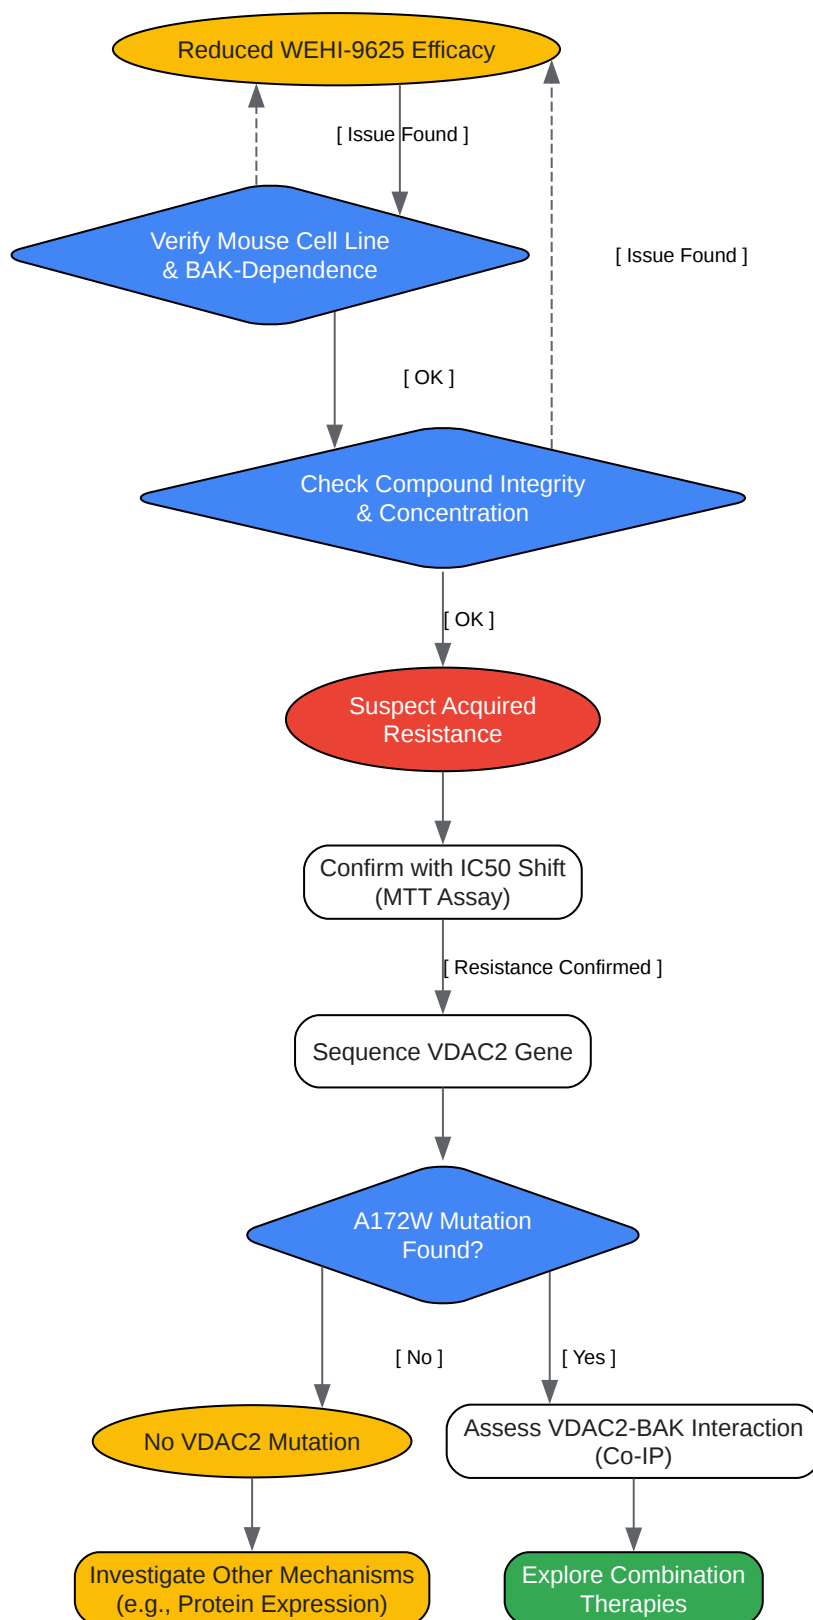 Reduced WEHI-9625 Efficacy
[ Issue Found ]
Verify Mouse Cell Line
& BAK-Dependence
[ Issue Found ]
[ OK ]
Check Compound Integrity
& Concentration
[ OK ]
Suspect Acquired
Resistance
Confirm with IC50 Shift
(MTT Assay)
[ Resistance Confirmed ]
Sequence VDAC2 Gene
A172W Mutation
Found?
[ No ]
[ Yes ]
No VDAC2 Mutation
Assess VDAC2-BAK Interaction
(Co-IP)
Investigate Other Mechanisms
(e.g., Protein Expression)
Explore Combination
Therapies